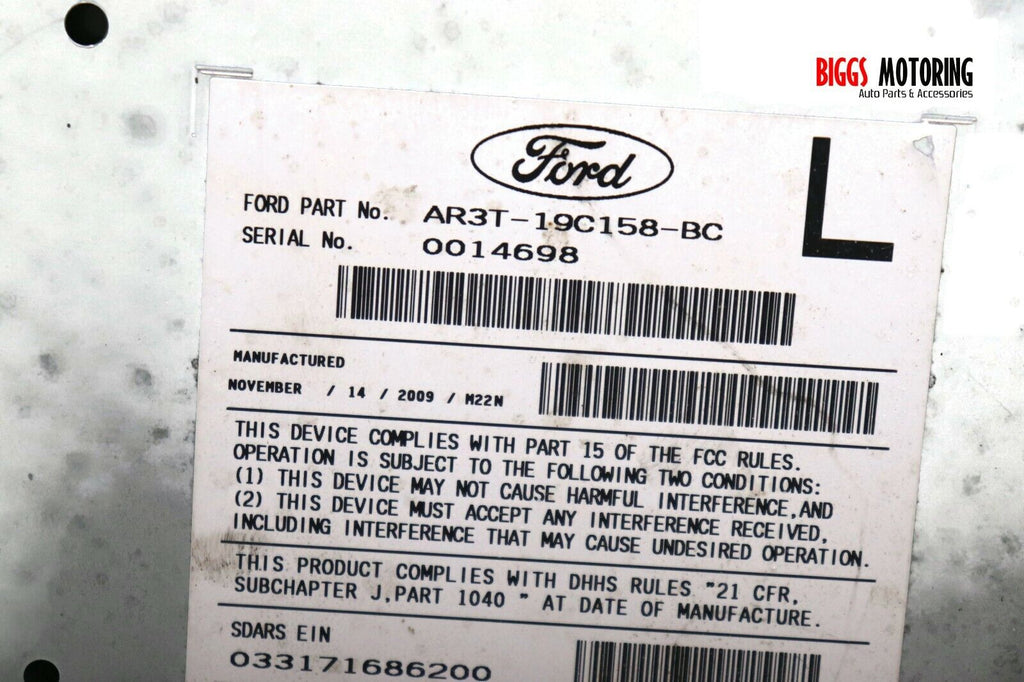 BIGGS MOTORING
Auto Parts & Accessories
Ford
L
FORD PART No. AR3T-19C158-BC
SERIAL No. 0014698
MANUFACTURED
NOVEMBER / 14 / 2009 / M22N
THIS DEVICE COMPLIES WITH PART 15 OF THE FCC RULES.
OPERATION IS SUBJECT TO THE FOLLOWING TWO CONDITIONS:
(1) THIS DEVICE MAY NOT CAUSE HARMFUL INTERFERENCE,AND
(2) THIS DEVICE MUST ACCEPT ANY INTERFERENCE RECEIVED,
INCLUDING INTERFERENCE THAT MAY CAUSE UNDESIRED OPERATION.
THIS PRODUCT COMPLIES WITH DHHS RULES "21 CFR,
SUBCHAPTER J,PART 1040 " AT DATE OF MANUFACTURE.
SDARS EIN
033171686200